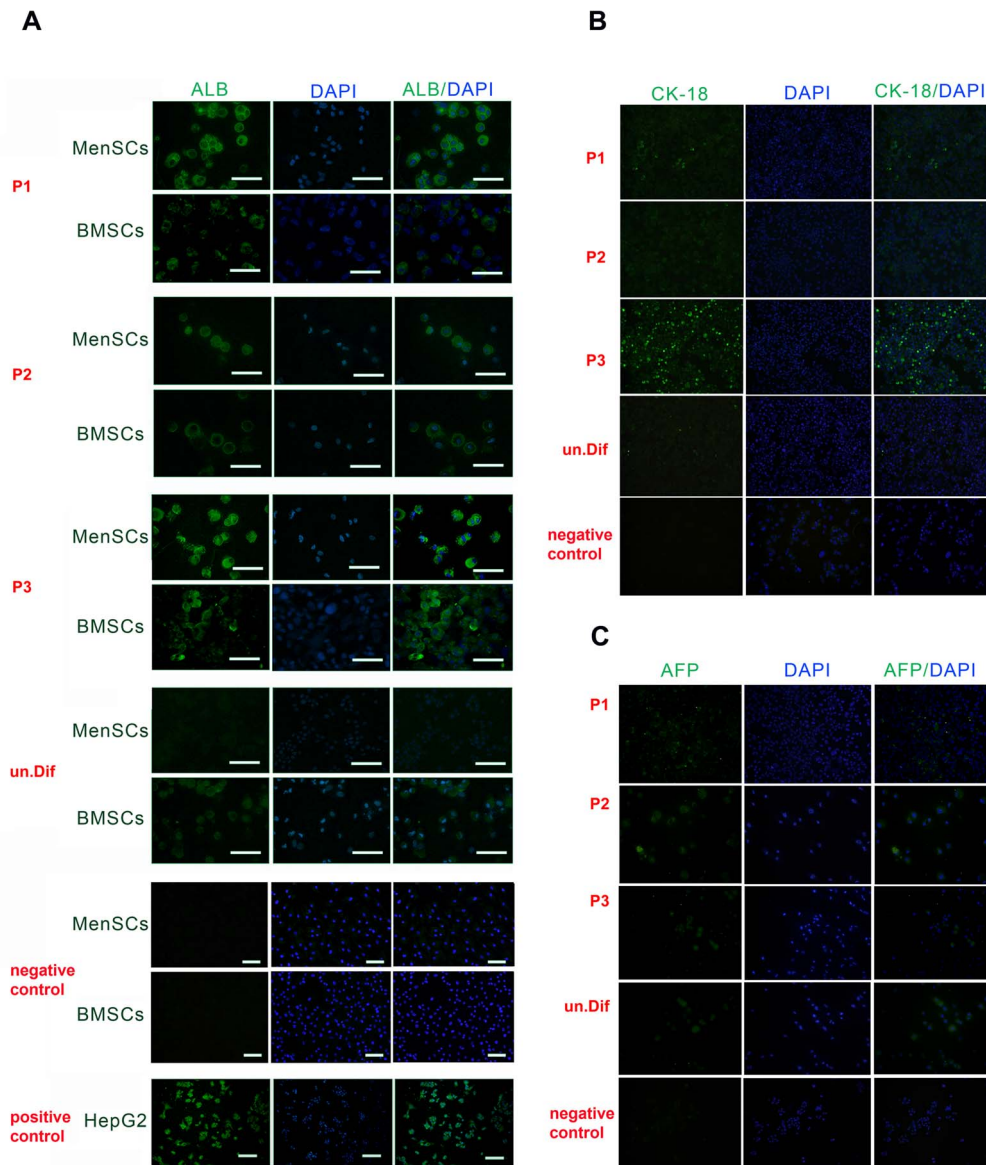 A
ALB DAPI ALB/DAPI
P1
MenSCs
BMSCs
P2
MenSCs
BMSCs
P3
MenSCs
BMSCs
un.Dif
MenSCs
BMSCs
negative
control
MenSCs
BMSCs
positive
control
HepG2
B
CK-18 DAPI CK-18/DAPI
P1
P2
P3
un.Dif
negative
control
C
AFP DAPI AFP/DAPI
P1
P2
P3
un.Dif
negative
control